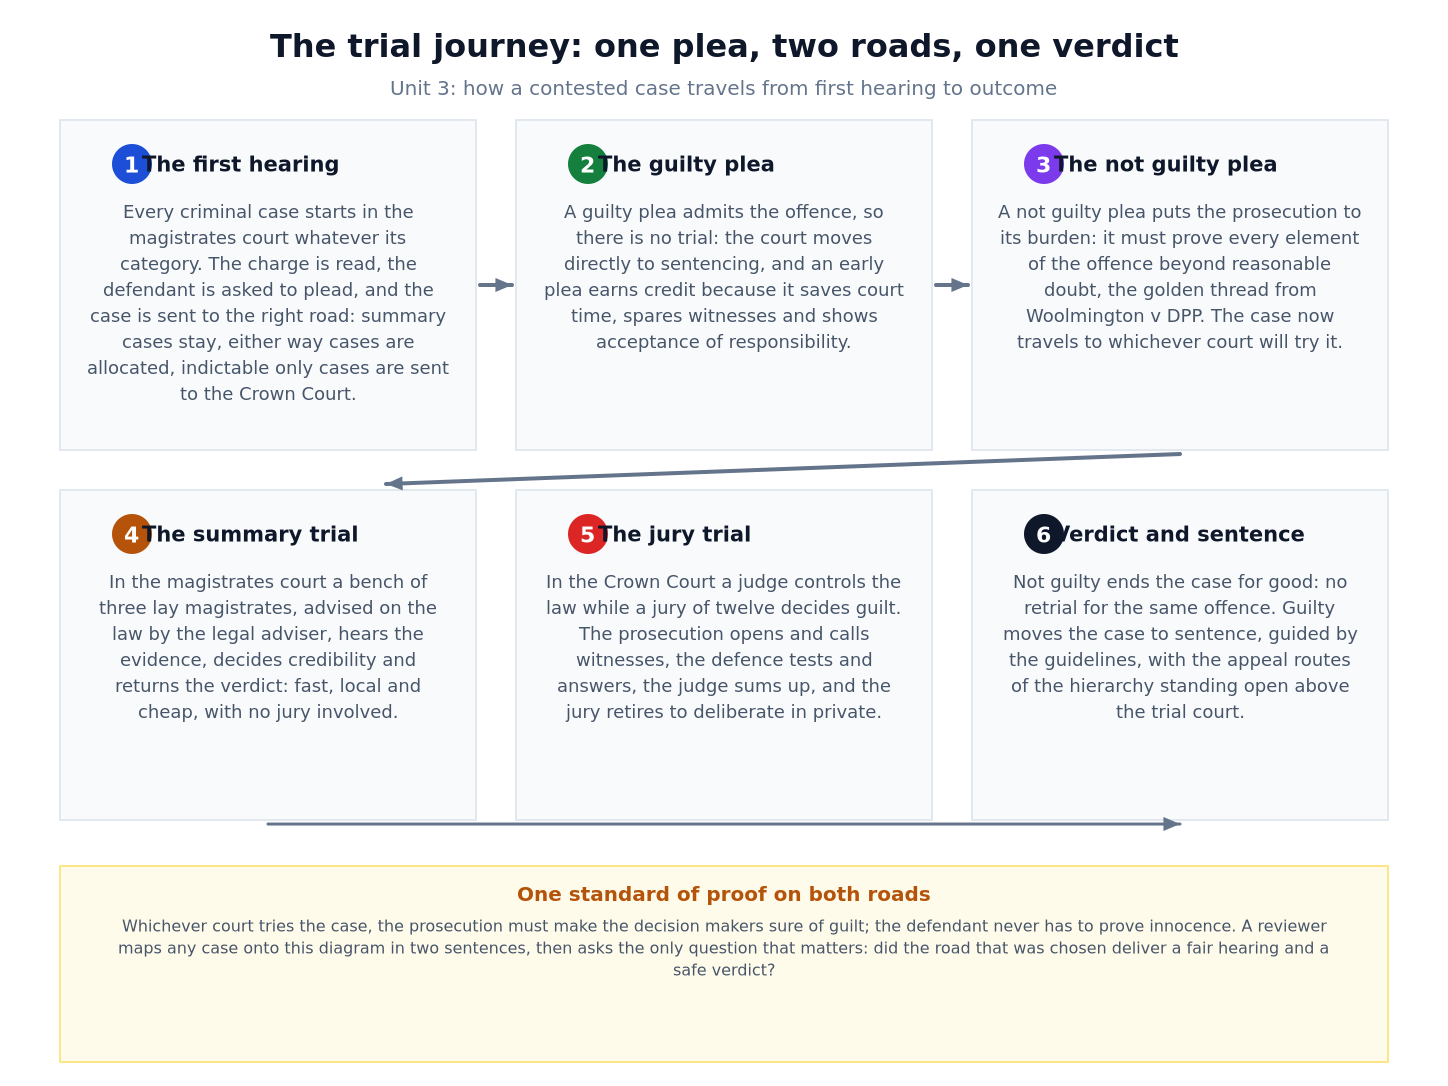 The trial journey: one plea, two roads, one verdict
Unit 3: how a contested case travels from first hearing to outcome
1 The first hearing
Every criminal case starts in the
magistrates court whatever its
category. The charge is read, the
defendant is asked to plead, and the
case is sent to the right road: summary
cases stay, either way cases are
allocated, indictable only cases are sent
to the Crown Court.
2 The guilty plea
A guilty plea admits the offence, so
there is no trial: the court moves
directly to sentencing, and an early
plea earns credit because it saves court
time, spares witnesses and shows
acceptance of responsibility.
3 The not guilty plea
A not guilty plea puts the prosecution to
its burden: it must prove every element
of the offence beyond reasonable
doubt, the golden thread from
Woolmington v DPP. The case now
travels to whichever court will try it.
4 The summary trial
In the magistrates court a bench of
three lay magistrates, advised on the
law by the legal adviser, hears the
evidence, decides credibility and
returns the verdict: fast, local and
cheap, with no jury involved.
5 The jury trial
In the Crown Court a judge controls the
law while a jury of twelve decides guilt.
The prosecution opens and calls
witnesses, the defence tests and
answers, the judge sums up, and the
jury retires to deliberate in private.
6 Verdict and sentence
Not guilty ends the case for good: no
retrial for the same offence. Guilty
moves the case to sentence, guided by
the guidelines, with the appeal routes
of the hierarchy standing open above
the trial court.
One standard of proof on both roads
Whichever court tries the case, the prosecution must make the decision makers sure of guilt; the defendant never has to prove innocence. A reviewer
maps any case onto this diagram in two sentences, then asks the only question that matters: did the road that was chosen deliver a fair hearing and a
safe verdict?